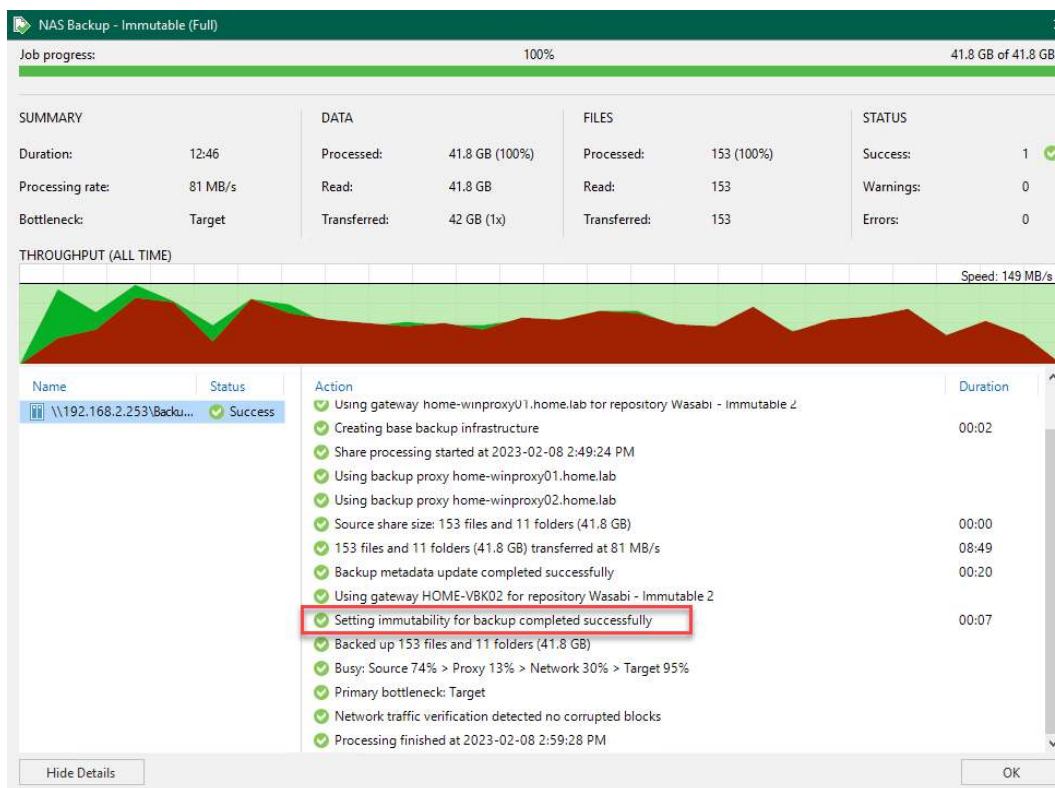 NAS Backup - Immutable (Full)
Job progress: 100% 41.8 GB of 41.8 GB
SUMMARY DATA FILES STATUS
Duration: 12:46 Processed: 41.8 GB (100%) Processed: 153 (100%) Success: 1
Processing rate: 81 MB/s Read: 41.8 GB Read: 153 Warnings: 0
Bottleneck: Target Transferred: 42 GB (1x) Transferred: 153 Errors: 0
THROUGHPUT (ALL TIME)
Speed: 149 MB/s
Name Status Action Duration
\\192.168.2.253\Backu... Success
Using gateway home-winproxy01.home.lab for repository Wasabi - Immutable 2
Creating base backup infrastructure 00:02
Share processing started at 2023-02-08 2:49:24 PM
Using backup proxy home-winproxy01.home.lab
Using backup proxy home-winproxy02.home.lab
Source share size: 153 files and 11 folders (41.8 GB) 00:00
153 files and 11 folders (41.8 GB) transferred at 81 MB/s 08:49
Backup metadata update completed successfully 00:20
Using gateway HOME-VBK02 for repository Wasabi - Immutable 2
Setting immutability for backup completed successfully 00:07
Backed up 153 files and 11 folders (41.8 GB)
Busy: Source 74% > Proxy 13% > Network 30% > Target 95%
Primary bottleneck: Target
Network traffic verification detected no corrupted blocks
Processing finished at 2023-02-08 2:59:28 PM
Hide Details OK